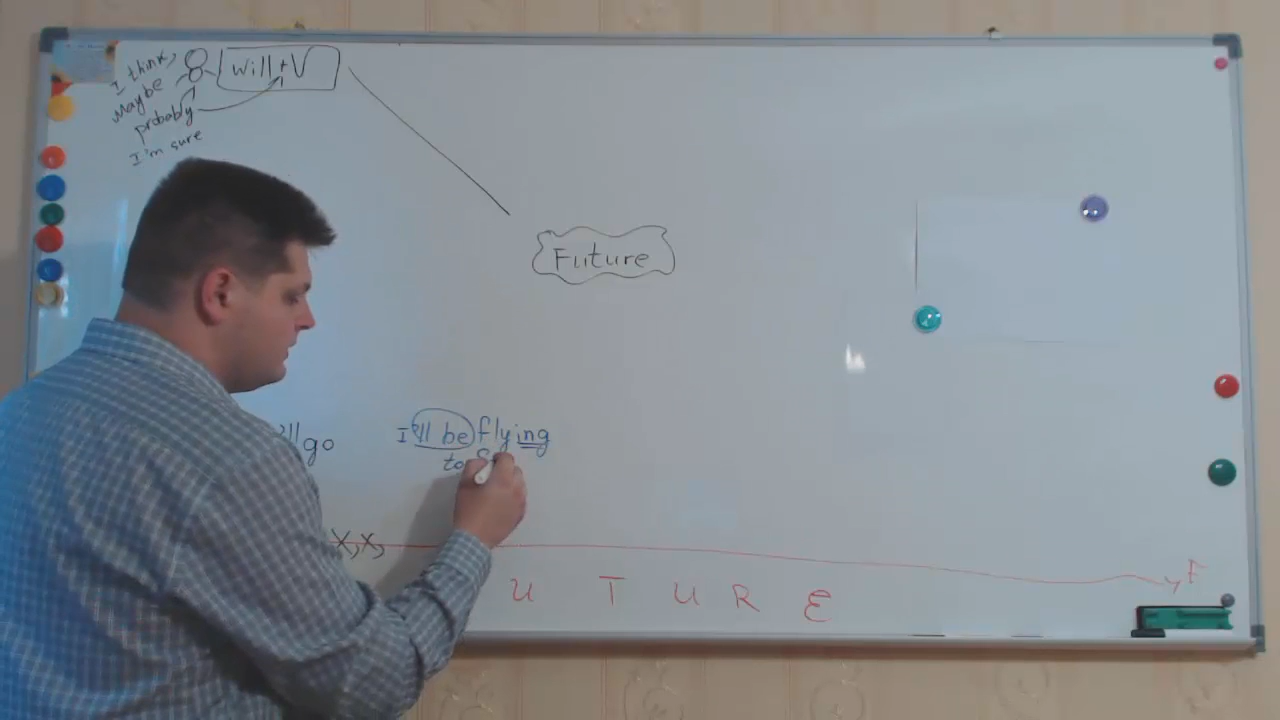 I think,
Maybe
probably
I'm sure
will + V
Future
'll go
I'll be flying
to
X, X,
U T U R E
F